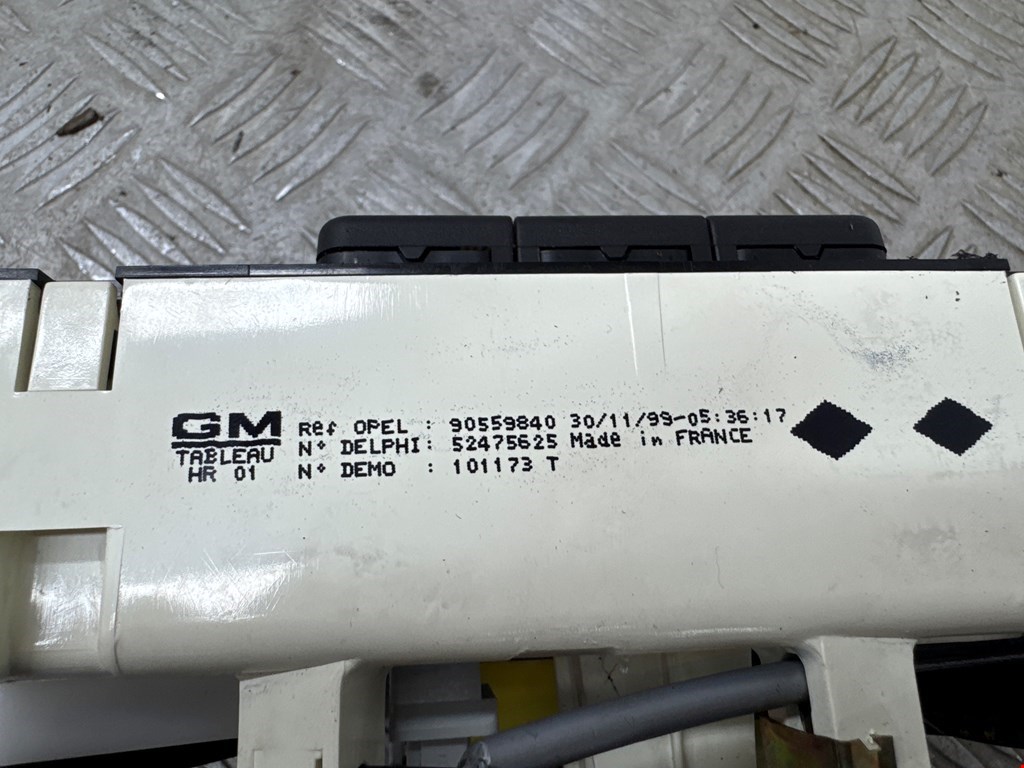 GM
TABLEAU
HR 01
Ref OPEL : 90559840 30/11/99-05:36:17
N° DELPHI: 52475625 Made in FRANCE
N° DEMO : 101173 T